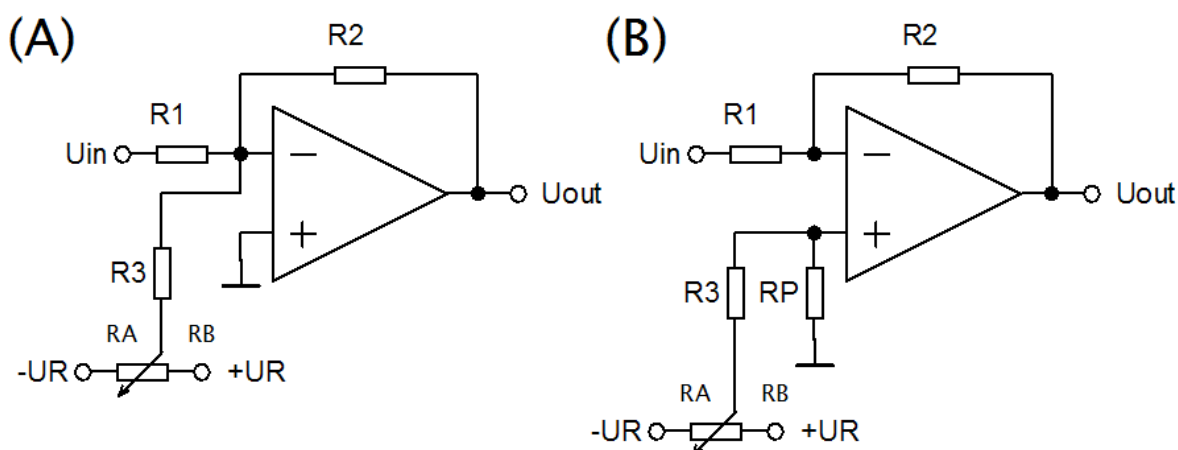 (A)
R2
R1
Uin
Uout
R3
RA RB
-UR +UR
(B)
R2
R1
Uin
Uout
R3 RP
RA RB
-UR +UR